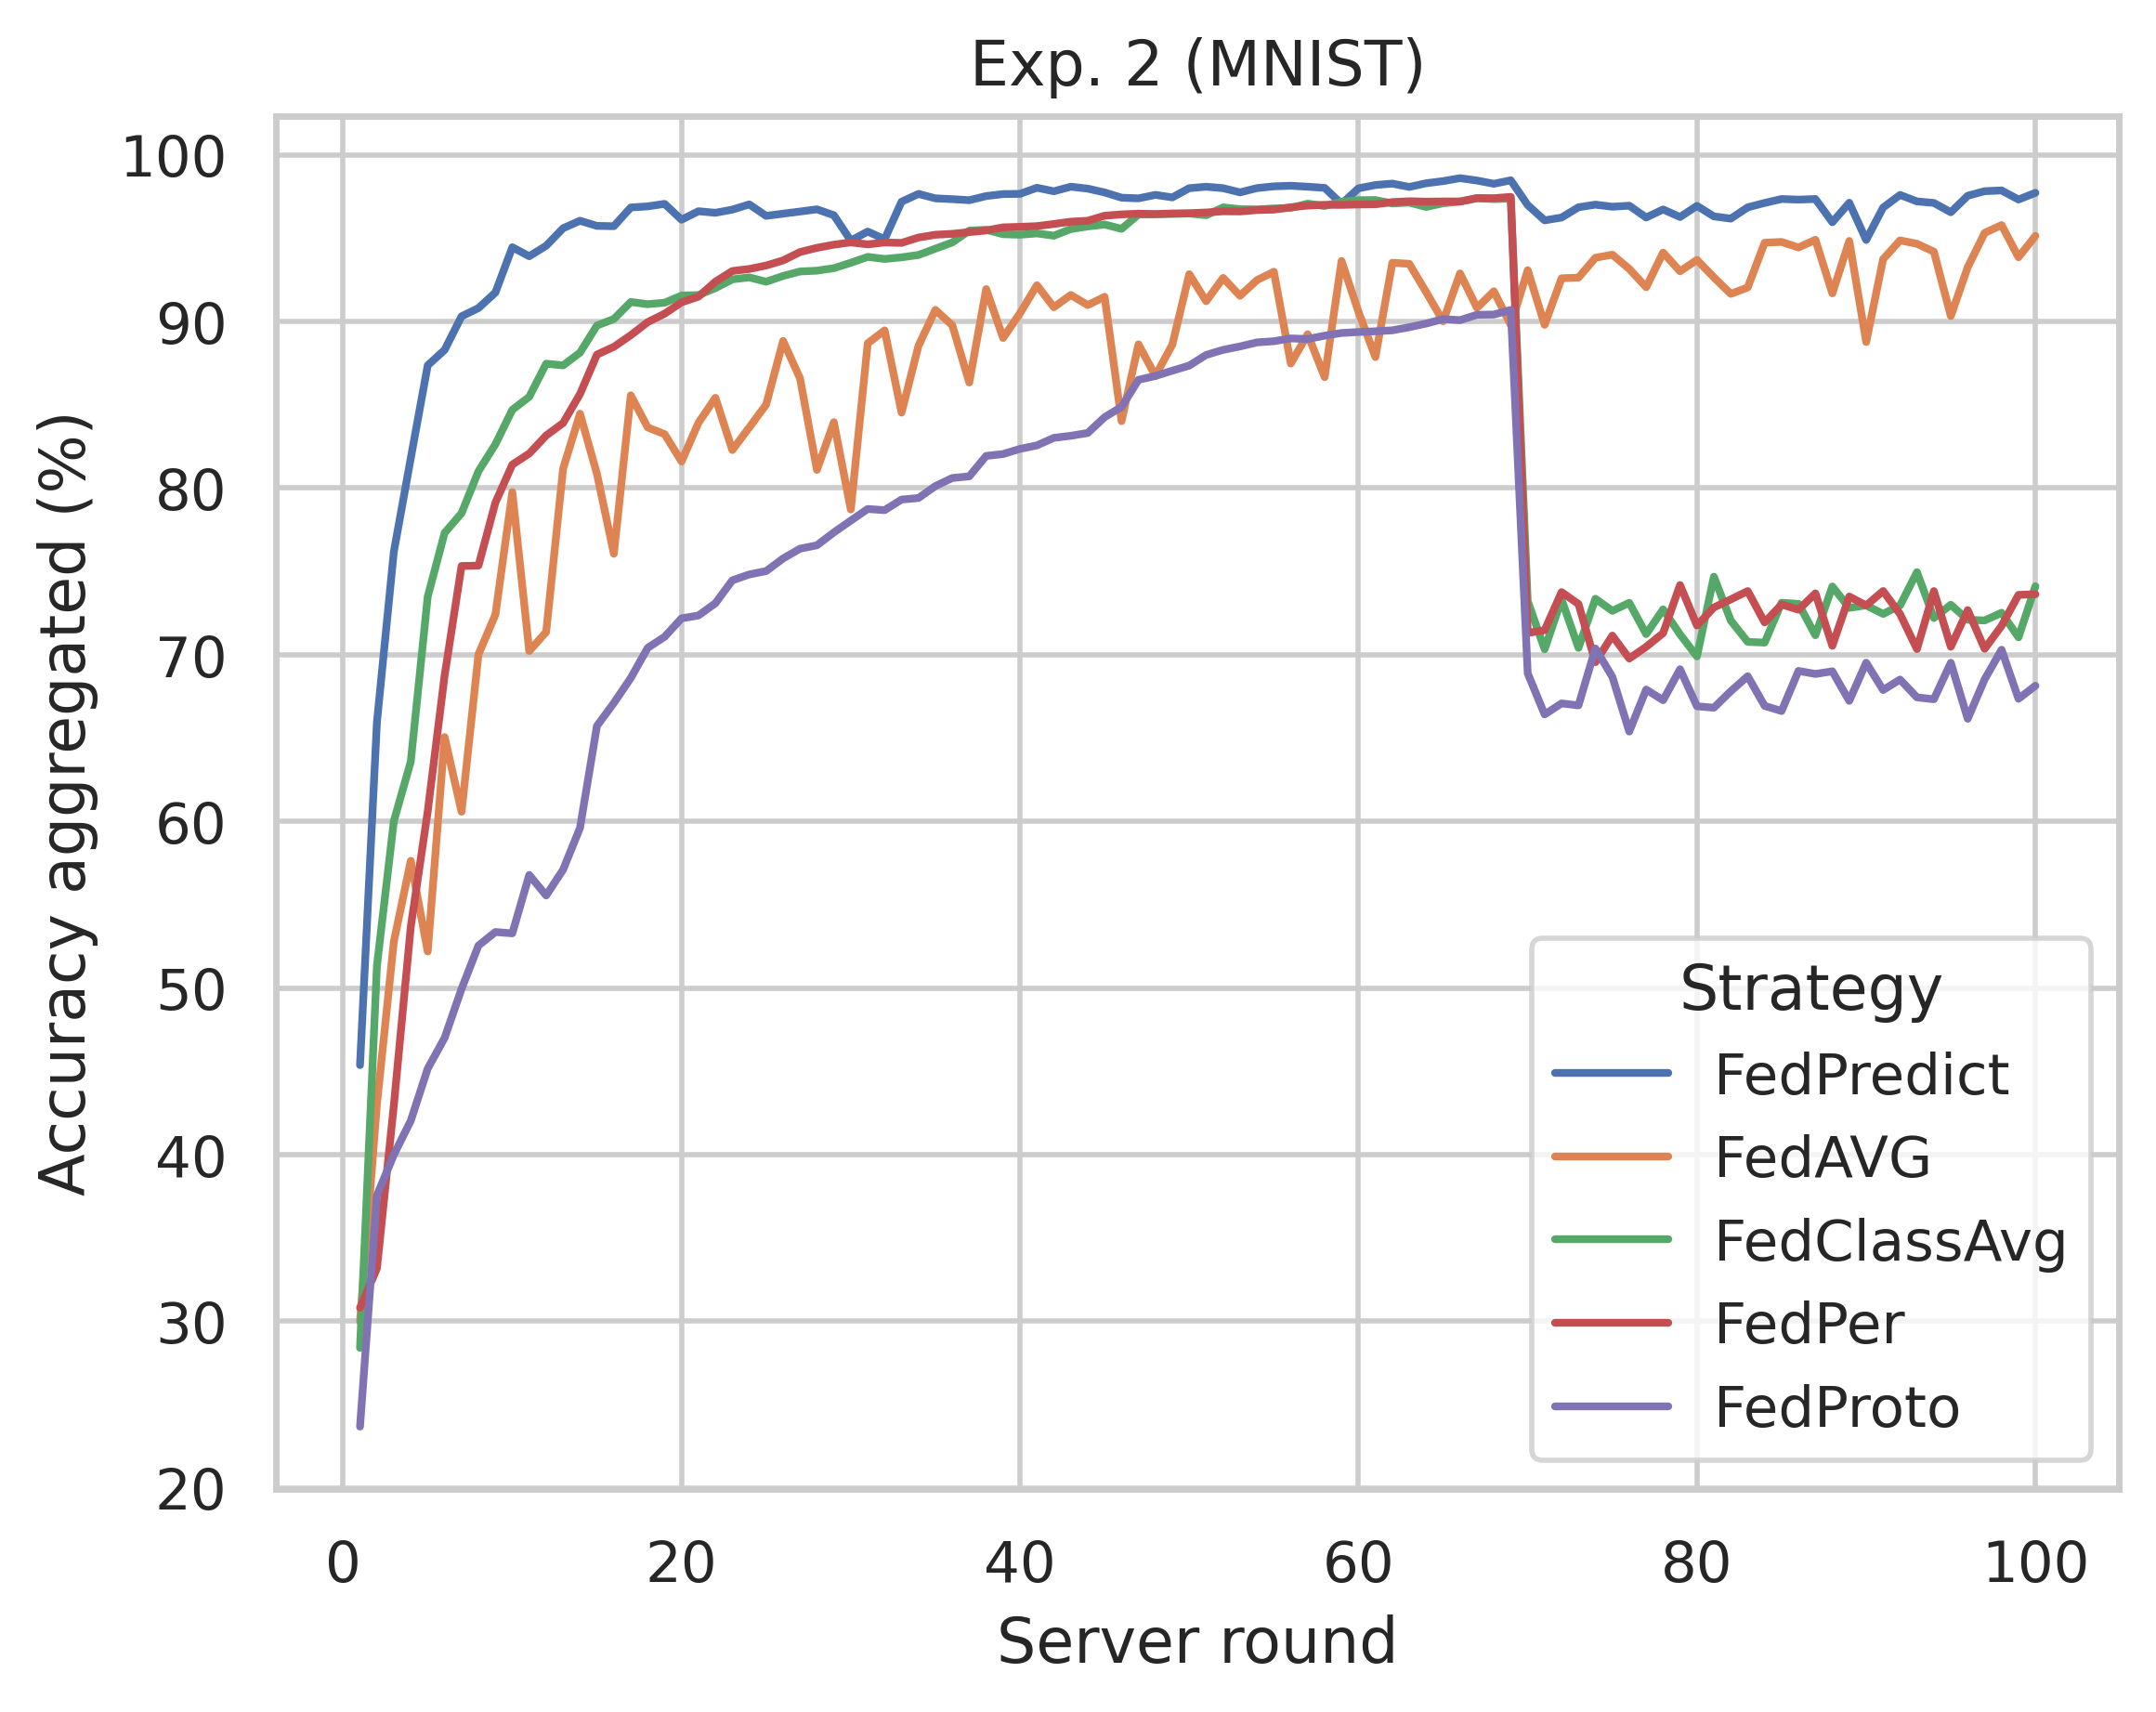 Exp. 2 (MNIST)
Accuracy aggregated (%)
100
90
80
70
60
50
40
30
20
0 20 40 60 80 100
Server round
Strategy
FedPredict
FedAVG
FedClassAvg
FedPer
FedProto